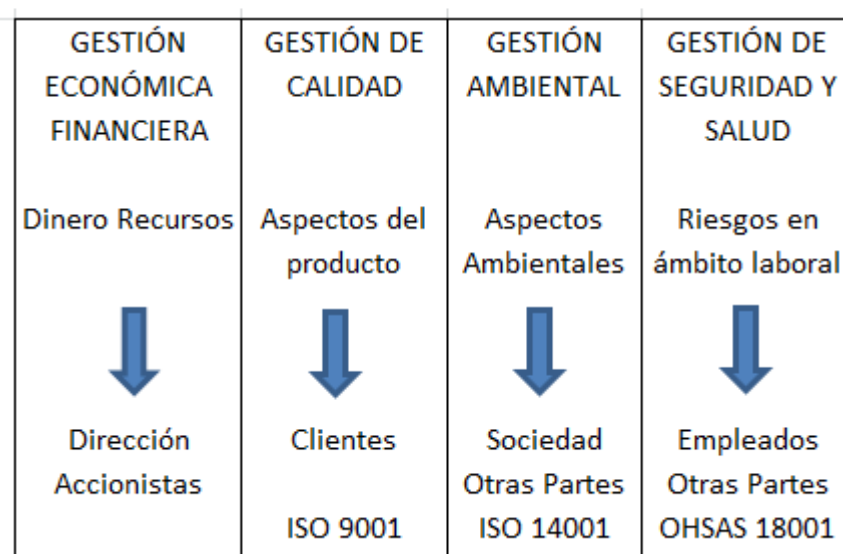 GESTIÓN
ECONÓMICA
FINANCIERA
Dinero Recursos
Dirección
Accionistas
GESTIÓN DE
CALIDAD
Aspectos del
producto
Clientes
ISO 9001
GESTIÓN
AMBIENTAL
Aspectos
Ambientales
Sociedad
Otras Partes
ISO 14001
GESTIÓN DE
SEGURIDAD Y
SALUD
Riesgos en
ámbito laboral
Empleados
Otras Partes
OHSAS 18001